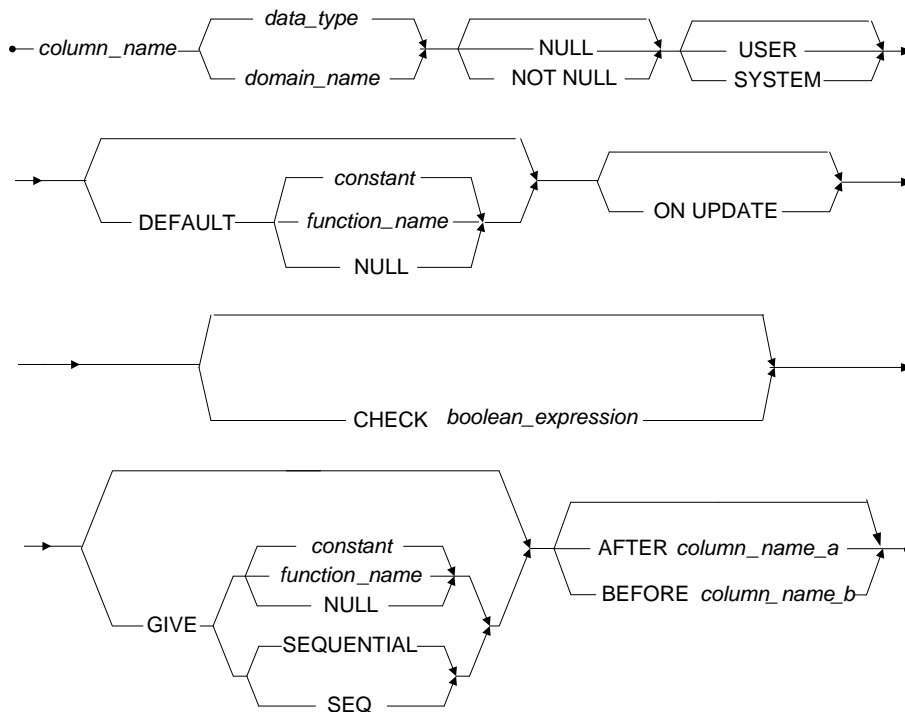 data_type
column_name
domain_name
NULL
NOT NULL
USER
SYSTEM
DEFAULT
constant
function_name
NULL
ON UPDATE
CHECK boolean_expression
GIVE
constant
function_name
NULL
SEQUENTIAL
SEQ
AFTER column_name_a
BEFORE column_name_b